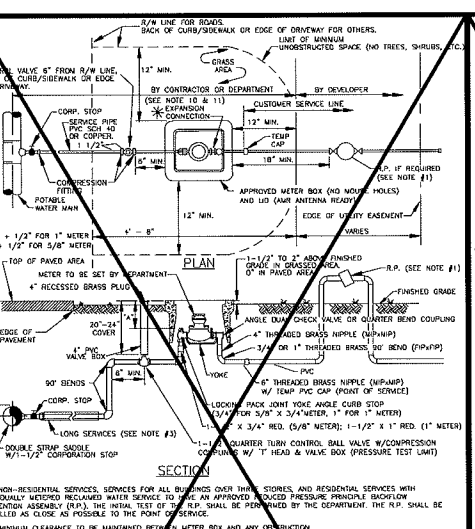 R/W LINE FOR ROADS.
BACK OF CURB/SIDEWALK OR EDGE OF DRIVEWAY FOR OTHERS.
LIMIT OF MINIMUM
UNOBSTRUCTED SPACE (NO TREES, SHRUBS, ETC.)
GRASS
AREA
VALVE 6" FROM R/W LINE,
OF CURB/SIDEWALK OR EDGE
12" MIN.
BY CONTRACTOR OR DEPARTMENT
BY DEVELOPER
(SEE NOTE 10 & 11)
CUSTOMER SERVICE LINE
EXPANSION
CONNECTION
CORP. STOP
SERVICE PIPE
PVC SCH 40
OR COPPER.
1 1/2"
12" MIN.
TEMP
CAP
8" MIN.
18" MIN.
R.P. IF REQUIRED
(SEE NOTE #1)
COMPRESSION
FITTING
POTABLE
WATER MAIN
APPROVED METER BOX (NO MOUSE HOLES)
AND LID (AMR ANTENNA READY)
12" MIN.
EDGE OF UTILITY EASEMENT
+ 1/2" FOR 1" METER
+ 1/2" FOR 5/8" METER
4' - 8"
VARIES
TOP OF PAVED AREA
PLAN
1-1/2" TO 2" ABOVE FINISHED
GRADE IN GRASSED AREA,
0" IN PAVED AREA
METER TO BE SET BY DEPARTMENT
4" RECESSED BRASS PLUG
R.P. (SEE NOTE #1)
FINISHED GRADE
"A"
ANGLE DUAL CHECK VALVE OR QUARTER BEND COUPLING
EDGE OF
PAVEMENT
20"-24"
COVER
4" THREADED BRASS NIPPLE (MIPxMIP)
3/4" OR 1" THREADED BRASS 90° BEND (FIPxFIP)
4" PVC
VALVE BOX
YOKE
PVC
90° BENDS
8" MIN.
6" THREADED BRASS NIPPLE (MIPxMIP)
W/ TEMP PVC CAP (POINT OF SERVICE)
CORP. STOP
LOCKING PACK JOINT YOKE ANGLE CURB STOP
(3/4" FOR 5/8" X 3/4" METER, 1" FOR 1" METER)
X 3/4" RED. (5/8" METER); 1-1/2" X 1" RED. (1" METER)
LONG SERVICES (SEE NOTE #3)
QUARTER TURN CONTROL BALL VALVE W/COMPRESSION
COUPLINGS W/ 'T' HEAD & VALVE BOX (PRESSURE TEST LIMIT)
DOUBLE STRAP SADDLE
W/1-1/2" CORPORATION STOP
SECTION
NON-RESIDENTIAL SERVICES, SERVICES FOR ALL BUILDINGS OVER THREE STORIES, AND RESIDENTIAL SERVICES WITH
METERED RECLAIMED WATER SERVICE TO HAVE AN APPROVED REDUCED PRESSURE PRINCIPLE BACKFLOW
ASSEMBLY (R.P.), THE INITIAL TEST OF THE R.P. SHALL BE PERFORMED BY THE DEPARTMENT. THE R.P. SHALL BE
AS CLOSE AS POSSIBLE TO THE POINT OF SERVICE.
MINIMUM CLEARANCE TO BE MAINTAINED BETWEEN METER BOX AND ANY OBSTRUCTION